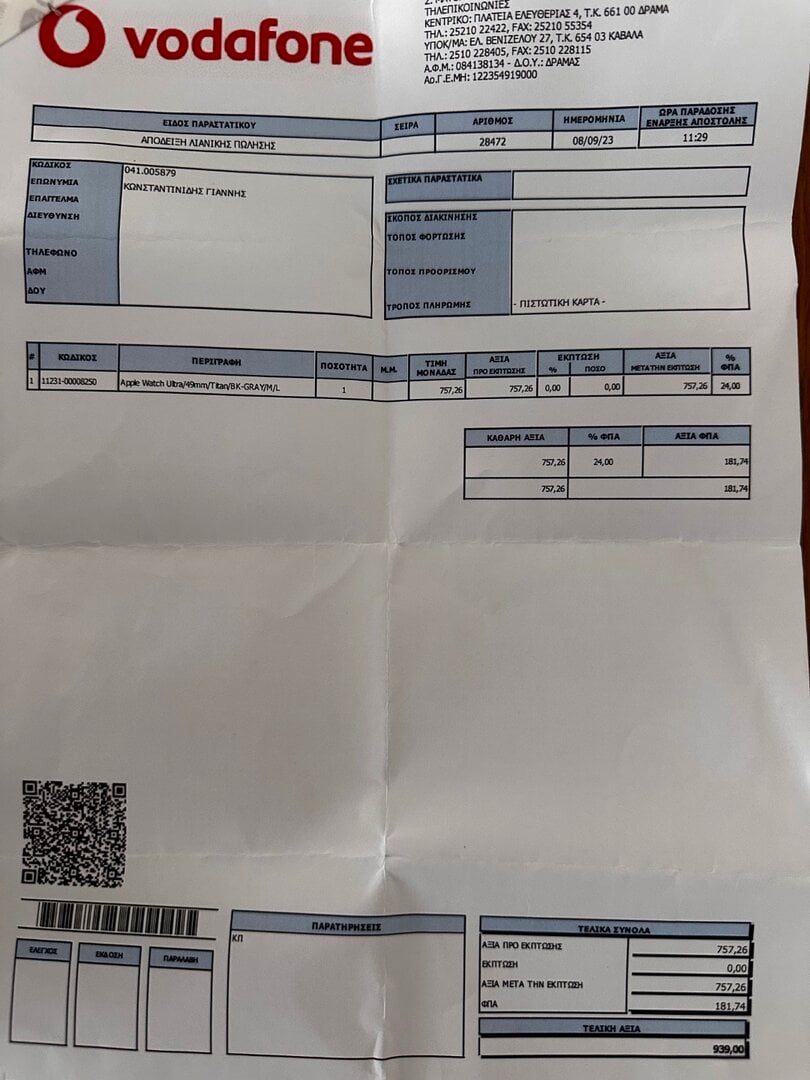 vodafone
ΤΗΛΕΠΙΚΟΙΝΩΝΙΕΣ
ΚΕΝΤΡΙΚΟ: ΠΛΑΤΕΙΑ ΕΛΕΥΘΕΡΙΑΣ 4, Τ.Κ. 661 00 ΔΡΑΜΑ
ΤΗΛ.: 25210 22422, FAX: 25210 55354
ΥΠΟΚ/ΜΑ: ΕΛ. ΒΕΝΙΖΕΛΟΥ 27, Τ.Κ. 654 03 ΚΑΒΑΛΑ
ΤΗΛ.: 2510 228405, FAX: 2510 228115
Α.Φ.Μ.: 084138134 - Δ.Ο.Υ.: ΔΡΑΜΑΣ
Αρ.Γ.Ε.ΜΗ: 122354919000
ΕΙΔΟΣ ΠΑΡΑΣΤΑΤΙΚΟΥ ΣΕΙΡΑ ΑΡΙΘΜΟΣ ΗΜΕΡΟΜΗΝΙΑ ΩΡΑ ΠΑΡΑΔΟΣΗΣ
ΕΝΑΡΞΗΣ ΑΠΟΣΤΟΛΗΣ
ΑΠΟΔΕΙΞΗ ΛΙΑΝΙΚΗΣ ΠΩΛΗΣΗΣ 28472 08/09/23 11:29
ΚΩΔΙΚΟΣ 041.005879
ΕΠΩΝΥΜΙΑ ΚΩΝΣΤΑΝΤΙΝΙΔΗΣ ΓΙΑΝΝΗΣ
ΕΠΑΓΓΕΛΜΑ
ΔΙΕΥΘΥΝΣΗ
ΤΗΛΕΦΩΝΟ
ΑΦΜ
ΔΟΥ
ΣΧΕΤΙΚΑ ΠΑΡΑΣΤΑΤΙΚΑ
ΣΚΟΠΟΣ ΔΙΑΚΙΝΗΣΗΣ
ΤΟΠΟΣ ΦΟΡΤΩΣΗΣ
ΤΟΠΟΣ ΠΡΟΟΡΙΣΜΟΥ
ΤΡΟΠΟΣ ΠΛΗΡΩΜΗΣ - ΠΙΣΤΩΤΙΚΗ ΚΑΡΤΑ -
# ΚΩΔΙΚΟΣ ΠΕΡΙΓΡΑΦΗ ΠΟΣΟΤΗΤΑ Μ.Μ. ΤΙΜΗ ΜΟΝΑΔΑΣ ΑΞΙΑ ΠΡΟ ΕΚΠΤΩΣΗΣ ΕΚΠΤΩΣΗ % ΠΟΣΟ ΑΞΙΑ ΜΕΤΑ ΤΗΝ ΕΚΠΤΩΣΗ % ΦΠΑ
1 11231-00008250 Apple Watch Ultra/49mm/Titan/BK-GRAY/M/L 1 757,26 757,26 0,00 0,00 757,26 24,00
ΚΑΘΑΡΗ ΑΞΙΑ % ΦΠΑ ΑΞΙΑ ΦΠΑ
757,26 24,00 181,74
757,26 181,74
ΕΛΕΓΧΟΣ ΕΚΔΟΣΗ ΠΑΡΑΛΑΒΗ
ΠΑΡΑΤΗΡΗΣΕΙΣ
ΚΠ
ΤΕΛΙΚΑ ΣΥΝΟΛΑ
ΑΞΙΑ ΠΡΟ ΕΚΠΤΩΣΗΣ 757,26
ΕΚΠΤΩΣΗ 0,00
ΑΞΙΑ ΜΕΤΑ ΤΗΝ ΕΚΠΤΩΣΗ 757,26
ΦΠΑ 181,74
ΤΕΛΙΚΗ ΑΞΙΑ
939,00